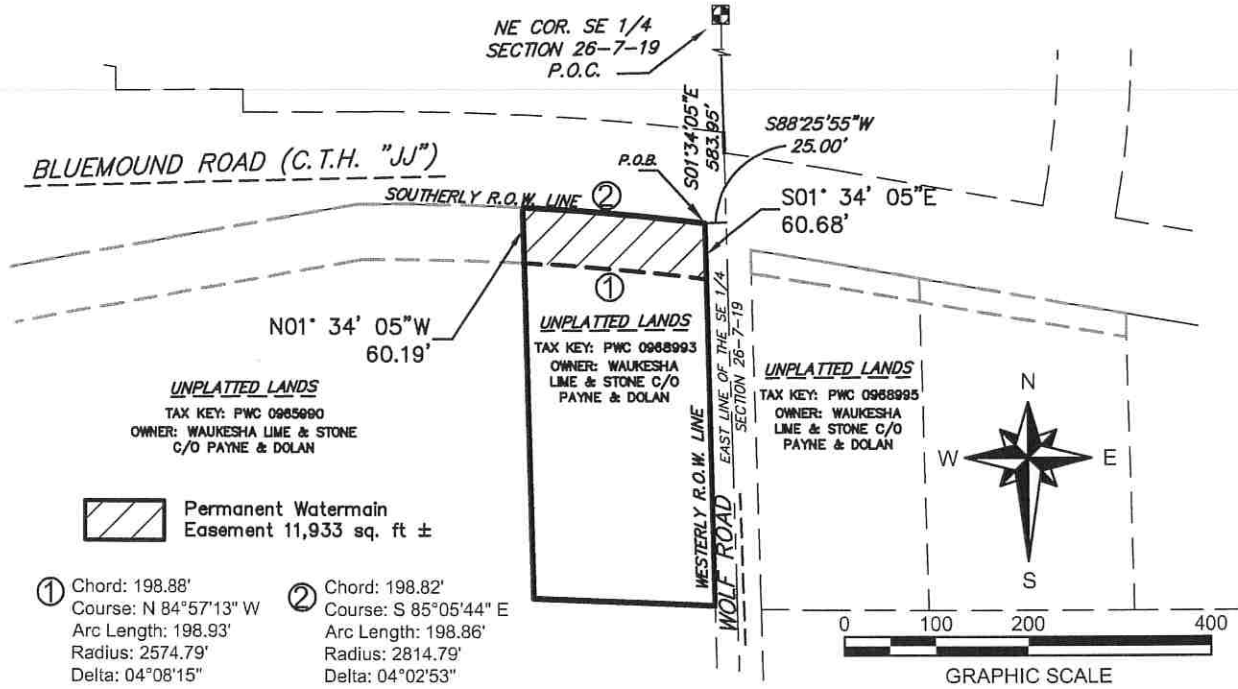 NE COR. SE 1/4
SECTION 26-7-19
P.O.C.
S01°34'05"E
583.95'
S88°25'55"W
25.00'
BLUEMOUND ROAD (C.T.H. "JJ")
P.O.B.
SOUTHERLY R.O.W. LINE ②
S01° 34' 05"E
60.68'
①
N01° 34' 05"W
60.19'
UNPLATTED LANDS
TAX KEY: PWC 0968993
OWNER: WAUKESHA
LIME & STONE C/O
PAYNE & DOLAN
UNPLATTED LANDS
TAX KEY: PWC 0965990
OWNER: WAUKESHA LIME & STONE
C/O PAYNE & DOLAN
WESTERLY R.O.W. LINE
WOLF ROAD
EAST LINE OF THE SE 1/4
SECTION 26-7-19
UNPLATTED LANDS
TAX KEY: PWC 0968995
OWNER: WAUKESHA
LIME & STONE C/O
PAYNE & DOLAN
N
W E
S
Permanent Watermain
Easement 11,933 sq. ft ±
① Chord: 198.88'
Course: N 84°57'13" W
Arc Length: 198.93'
Radius: 2574.79'
Delta: 04°08'15"
② Chord: 198.82'
Course: S 85°05'44" E
Arc Length: 198.86'
Radius: 2814.79'
Delta: 04°02'53"
0 100 200 400
GRAPHIC SCALE